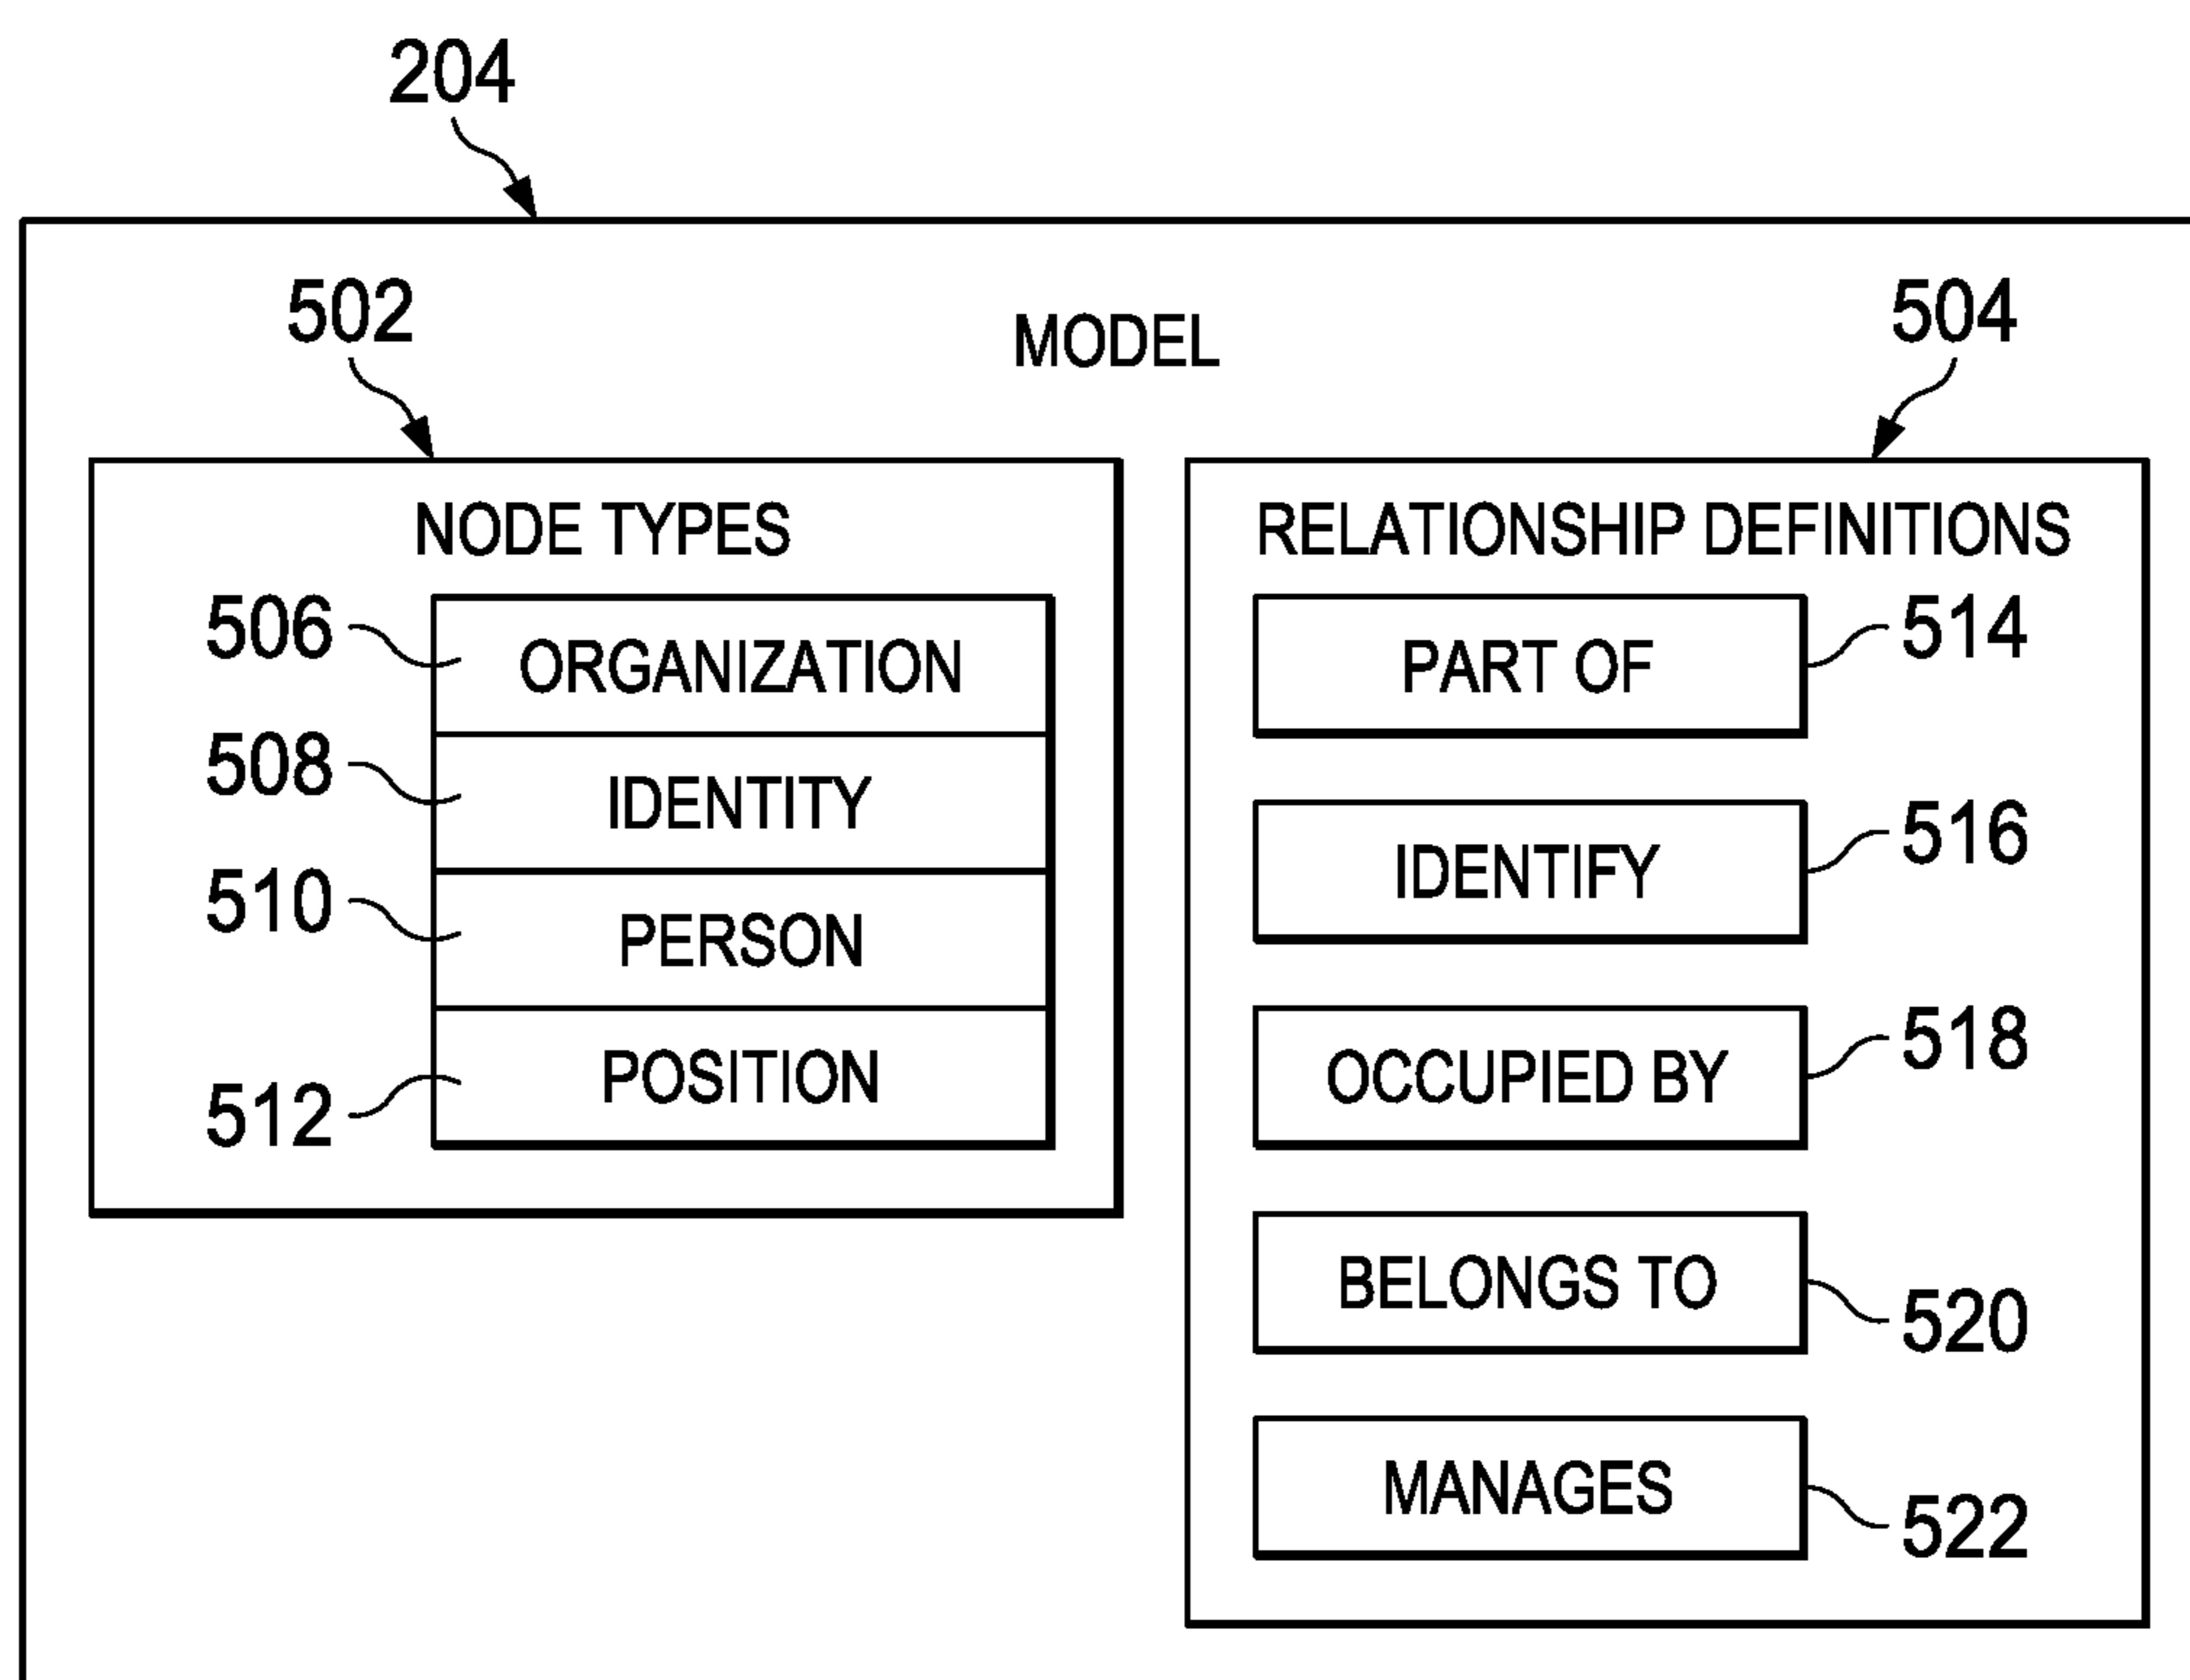 204
502
MODEL
504
NODE TYPES
506
ORGANIZATION
508
IDENTITY
510
PERSON
512
POSITION
RELATIONSHIP DEFINITIONS
PART OF
514
IDENTIFY
516
OCCUPIED BY
518
BELONGS TO
520
MANAGES
522